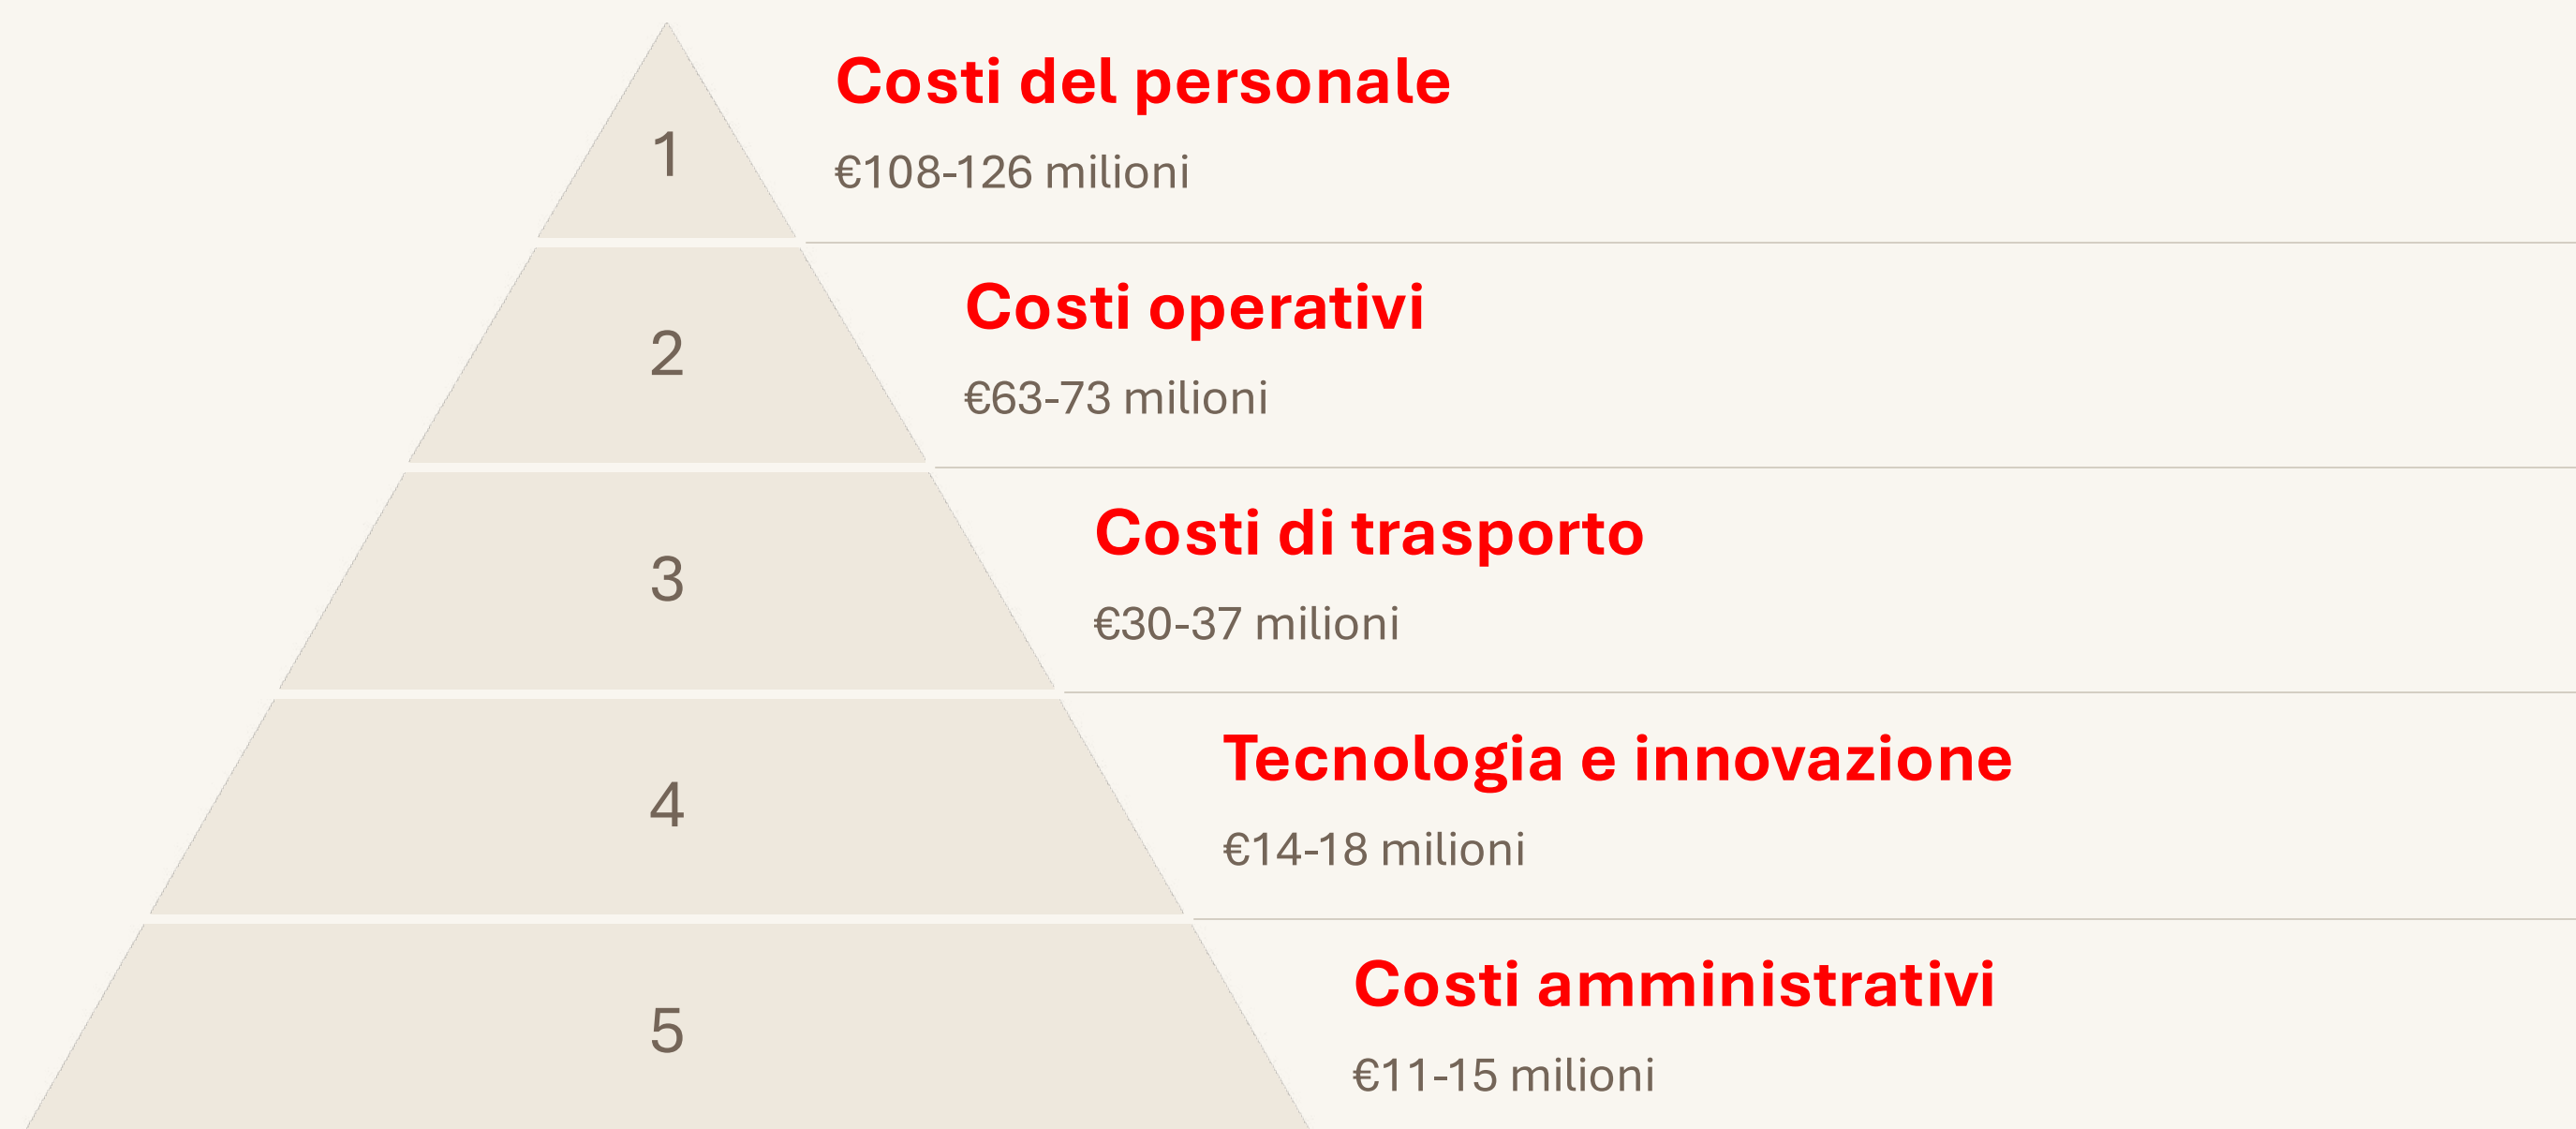 1
Costi del personale
€108-126 milioni
2
Costi operativi
€63-73 milioni
3
Costi di trasporto
€30-37 milioni
4
Tecnologia e innovazione
€14-18 milioni
5
Costi amministrativi
€11-15 milioni